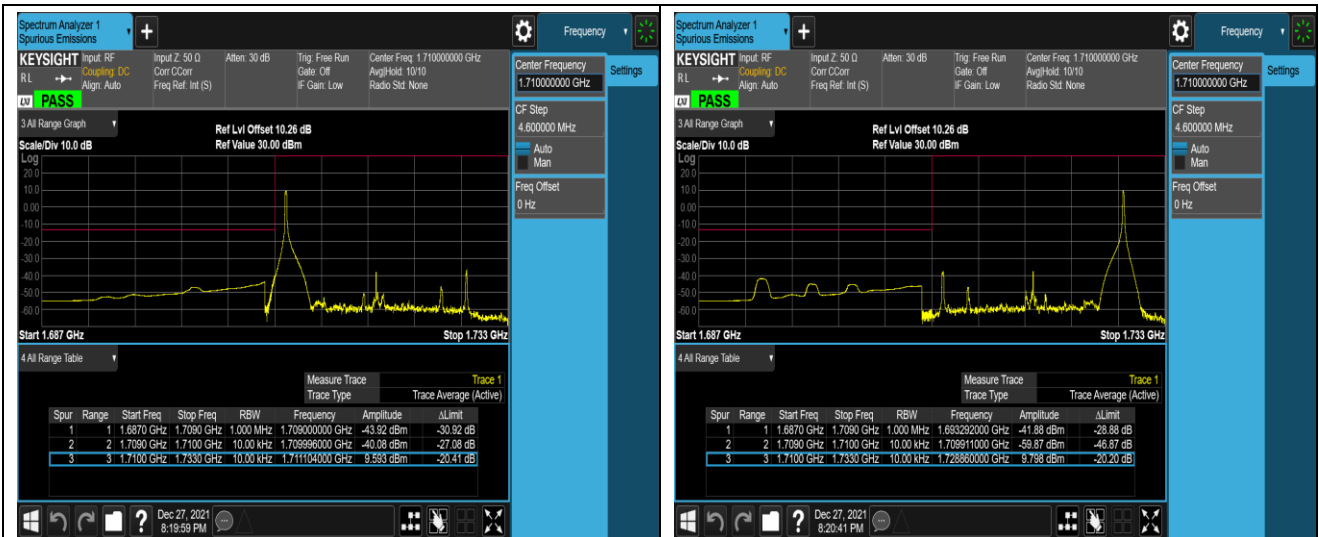 Spectrum Analyzer 1
Spurious Emissions
+
Frequency
KEYSIGHT Input: RF Input Z: 50 Ω Atten: 30 dB Trig: Free Run Center Freq: 1.710000000 GHz
RL Coupling: DC Corr CCorr Gate: Off Avg|Hold: 10/10
Align: Auto Freq Ref: Int (S) IF Gain: Low Radio Std: None
LXI PASS
Center Frequency
1.710000000 GHz
Settings
CF Step
4.600000 MHz
Auto
Man
Freq Offset
0 Hz
3 All Range Graph
Ref Lvl Offset 10.26 dB
Scale/Div 10.0 dB Ref Value 30.00 dBm
Log
20.0
10.0
0.00
-10.0
-20.0
-30.0
-40.0
-50.0
-60.0
Start 1.687 GHz Stop 1.733 GHz
4 All Range Table
Measure Trace Trace 1
Trace Type Trace Average (Active)
Spur Range Start Freq Stop Freq RBW Frequency Amplitude ΔLimit
1 1 1.6870 GHz 1.7090 GHz 1.000 MHz 1.709000000 GHz -43.92 dBm -30.92 dB
2 2 1.7090 GHz 1.7100 GHz 10.00 kHz 1.709996000 GHz -40.08 dBm -27.08 dB
3 3 1.7100 GHz 1.7330 GHz 10.00 kHz 1.711104000 GHz 9.593 dBm -20.41 dB
? Dec 27, 2021
8:19:59 PM
Spectrum Analyzer 1
Spurious Emissions
+
Frequency
KEYSIGHT Input: RF Input Z: 50 Ω Atten: 30 dB Trig: Free Run Center Freq: 1.710000000 GHz
RL Coupling: DC Corr CCorr Gate: Off Avg|Hold: 10/10
Align: Auto Freq Ref: Int (S) IF Gain: Low Radio Std: None
LXI PASS
Center Frequency
1.710000000 GHz
Settings
CF Step
4.600000 MHz
Auto
Man
Freq Offset
0 Hz
3 All Range Graph
Ref Lvl Offset 10.26 dB
Scale/Div 10.0 dB Ref Value 30.00 dBm
Log
20.0
10.0
0.00
-10.0
-20.0
-30.0
-40.0
-50.0
-60.0
Start 1.687 GHz Stop 1.733 GHz
4 All Range Table
Measure Trace Trace 1
Trace Type Trace Average (Active)
Spur Range Start Freq Stop Freq RBW Frequency Amplitude ΔLimit
1 1 1.6870 GHz 1.7090 GHz 1.000 MHz 1.693292000 GHz -41.88 dBm -28.88 dB
2 2 1.7090 GHz 1.7100 GHz 10.00 kHz 1.709911000 GHz -59.87 dBm -46.87 dB
3 3 1.7100 GHz 1.7330 GHz 10.00 kHz 1.728860000 GHz 9.798 dBm -20.20 dB
? Dec 27, 2021
8:20:41 PM